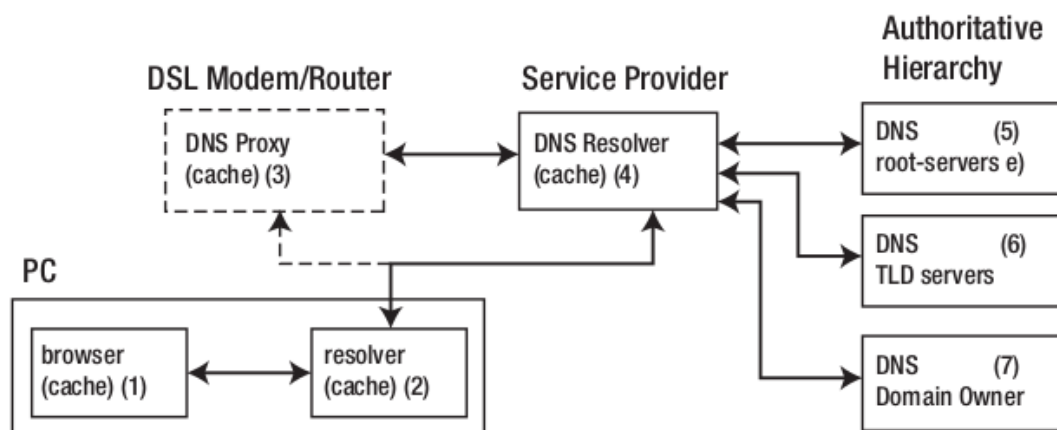 DSL Modem/Router
Service Provider
Authoritative
Hierarchy
DNS Proxy
(cache) (3)
DNS Resolver
(cache) (4)
DNS (5)
root-servers e)
DNS (6)
TLD servers
PC
browser
(cache) (1)
resolver
(cache) (2)
DNS (7)
Domain Owner